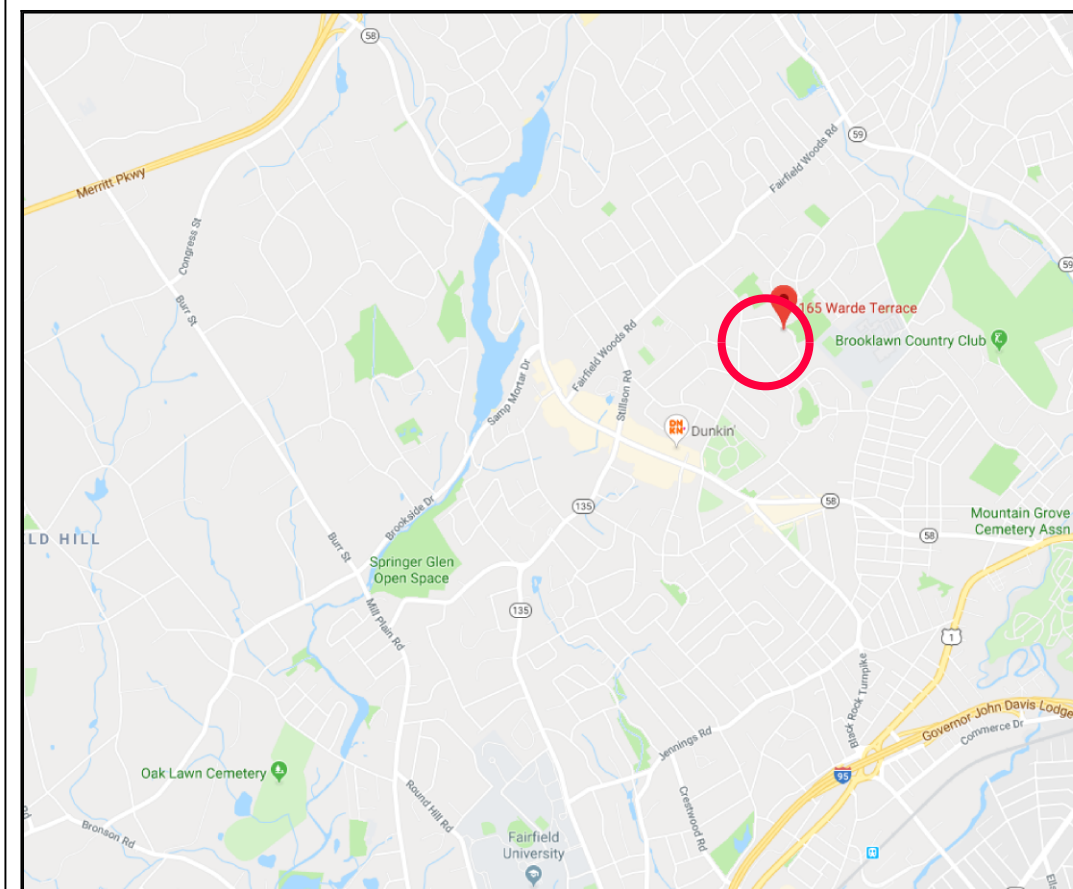 58
Merritt Pkwy
Congress St
Burr St
59
Fairfield Woods Rd
59
165 Warde Terrace
Brooklawn Country Club
Fairfield Woods Rd
Samp Mortar Dr
Stillson Rd
DN
KN'
Dunkin'
58
58
135
Mountain Grove
Cemetery Assn
Brookside Dr
LD HILL
Burr St
Springer Glen
Open Space
Mill Plain Rd
135
1
Black Rock Turnpike
Governor John Davis Lodge
Commerce Dr
Jennings Rd
95
Oak Lawn Cemetery
Round Hill Rd
Crestwood Rd
Bronson Rd
Fairfield
University